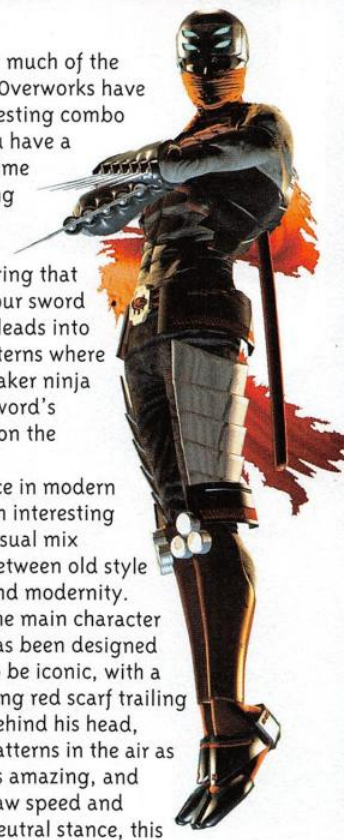 much of the
Overworks have
esting combo
have a
me
g
ring that
our sword
leads into
terns where
aker ninja
word's
on the
ce in modern
n interesting
sual mix
etween old style
nd modernity.
he main character
as been designed
o be iconic, with a
ng red scarf trailing
ehind his head,
atterns in the air as
s amazing, and
aw speed and
eutral stance, this